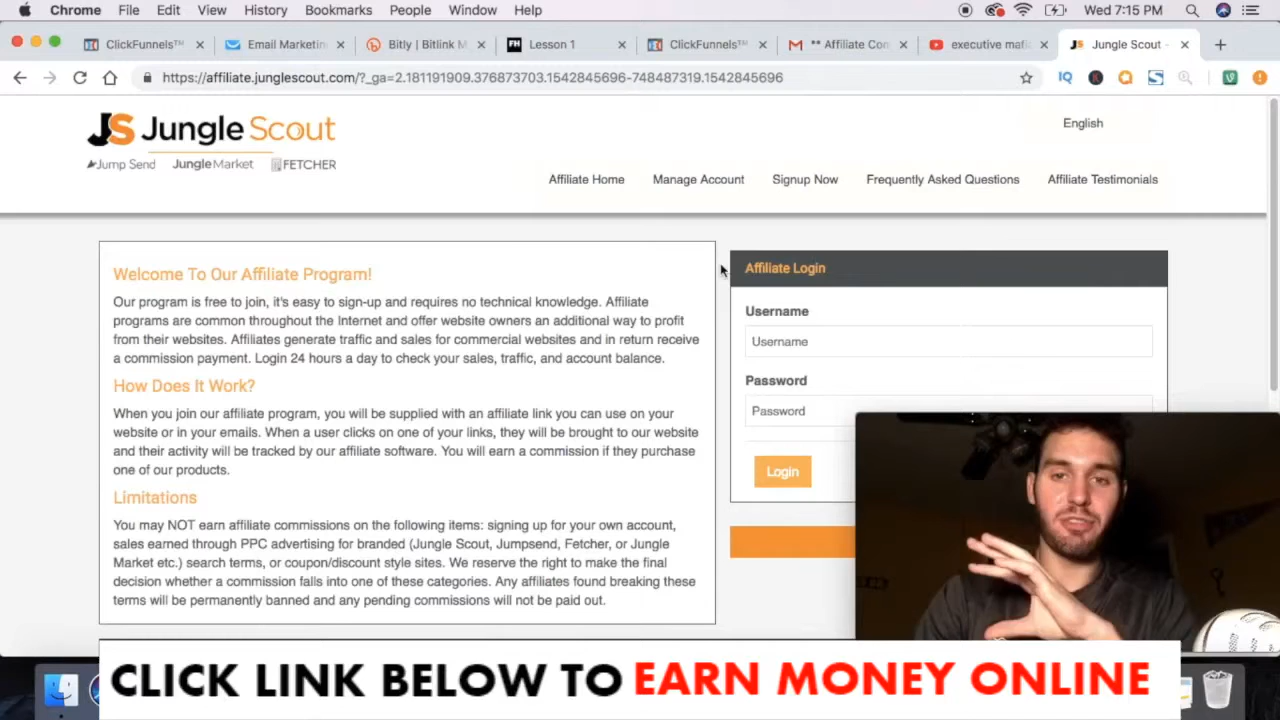 Chrome File Edit View History Bookmarks People Window Help Wed 7:15 PM
ClickFunnels™ Email Marketin Bitly | Bitlink M FH Lesson 1 ClickFunnels™ ** Affiliate Con executive mati JS Jungle Scout -
https://affiliate.junglescout.com/?_ga=2.181191909.376873703.1542845696-748487319.1542845696
JS Jungle Scout
English
Jump Send Jungle Market FETCHER
Affiliate Home Manage Account Signup Now Frequently Asked Questions Affiliate Testimonials
Welcome To Our Affiliate Program!
Our program is free to join, it's easy to sign-up and requires no technical knowledge. Affiliate
programs are common throughout the Internet and offer website owners an additional way to profit
from their websites. Affiliates generate traffic and sales for commercial websites and in return receive
a commission payment. Login 24 hours a day to check your sales, traffic, and account balance.
How Does It Work?
When you join our affiliate program, you will be supplied with an affiliate link you can use on your
website or in your emails. When a user clicks on one of your links, they will be brought to our website
and their activity will be tracked by our affiliate software. You will earn a commission if they purchase
one of our products.
Limitations
You may NOT earn affiliate commissions on the following items: signing up for your own account,
sales earned through PPC advertising for branded (Jungle Scout, Jumpsend, Fetcher, or Jungle
Market etc.) search terms, or coupon/discount style sites. We reserve the right to make the final
decision whether a commission falls into one of these categories. Any affiliates found breaking these
terms will be permanently banned and any pending commissions will not be paid out.
Affiliate Login
Username
Username
Password
Password
Login
CLICK LINK BELOW TO EARN MONEY ONLINE